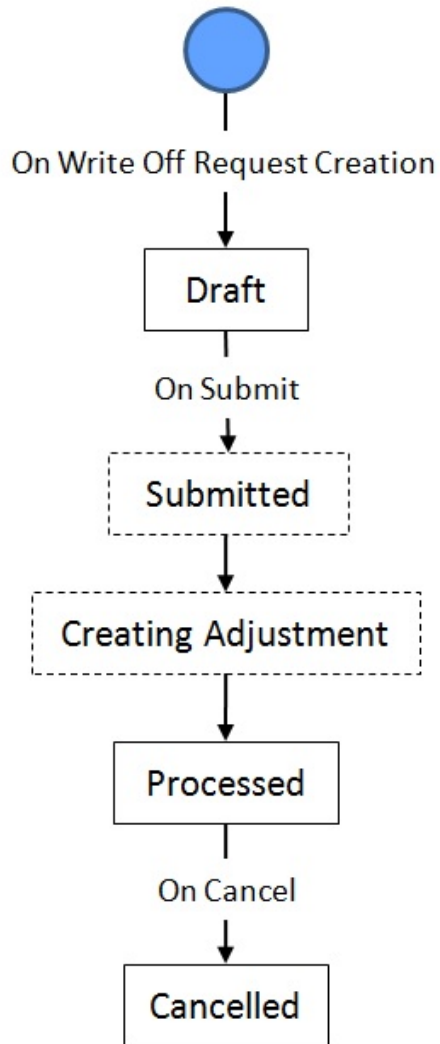 On Write Off Request Creation
Draft
On Submit
Submitted
Creating Adjustment
Processed
On Cancel
Cancelled